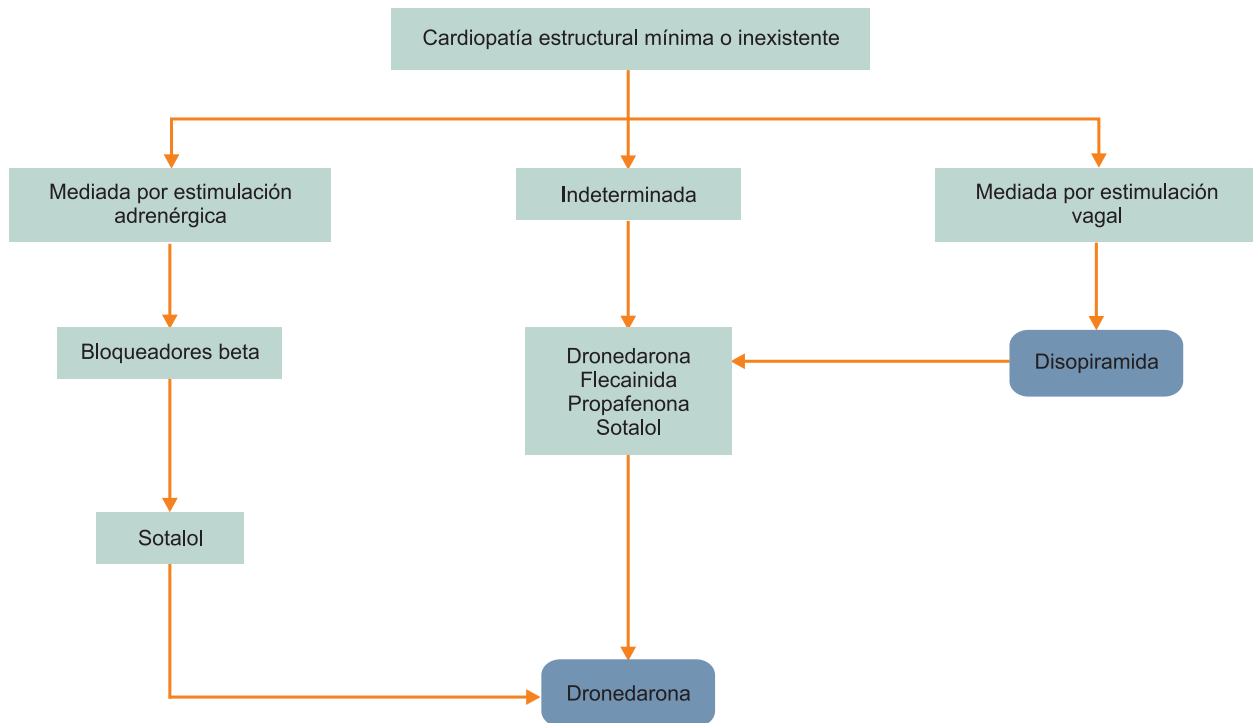 Cardiopatía estructural mínima o inexistente
Mediada por estimulación
adrenérgica
Indeterminada
Mediada por estimulación
vagal
Bloqueadores beta
Dronedarona
Flecainida
Propafenona
Sotalol
Disopiramida
Sotalol
Dronedarona